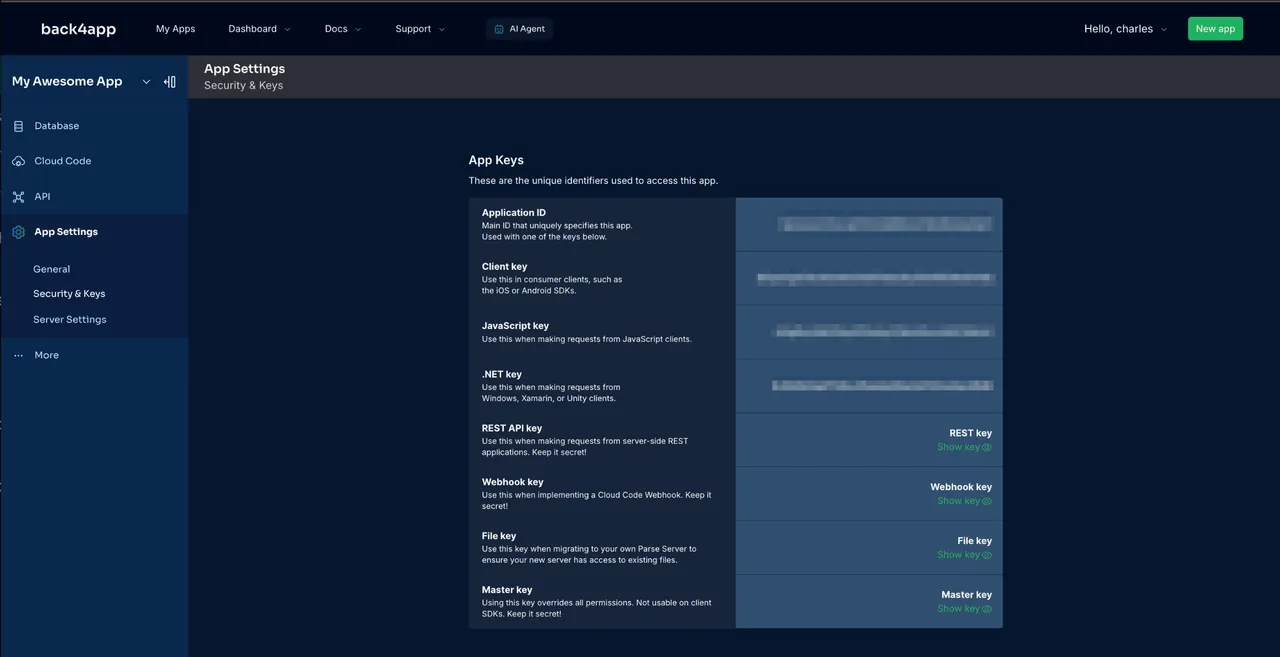 back4app
My Apps
Dashboard
Docs
Support
AI Agent
Hello, charles
New app
My Awesome App
App Settings
Security & Keys
Database
Cloud Code
API
App Settings
General
Security & Keys
Server Settings
More
App Keys
These are the unique identifiers used to access this app.
Application ID
Main ID that uniquely specifies this app.
Used with one of the keys below.
Client key
Use this in consumer clients, such as
the iOS or Android SDKs.
JavaScript key
Use this when making requests from JavaScript clients.
.NET key
Use this when making requests from
Windows, Xamarin, or Unity clients.
REST API key
Use this when making requests from server-side REST
applications. Keep it secret!
REST key
Show key
Webhook key
Use this when implementing a Cloud Code Webhook. Keep it
secret!
Webhook key
Show key
File key
Use this key when migrating to your own Parse Server to
ensure your new server has access to existing files.
File key
Show key
Master key
Using this key overrides all permissions. Not usable on client
SDKs. Keep it secret!
Master key
Show key